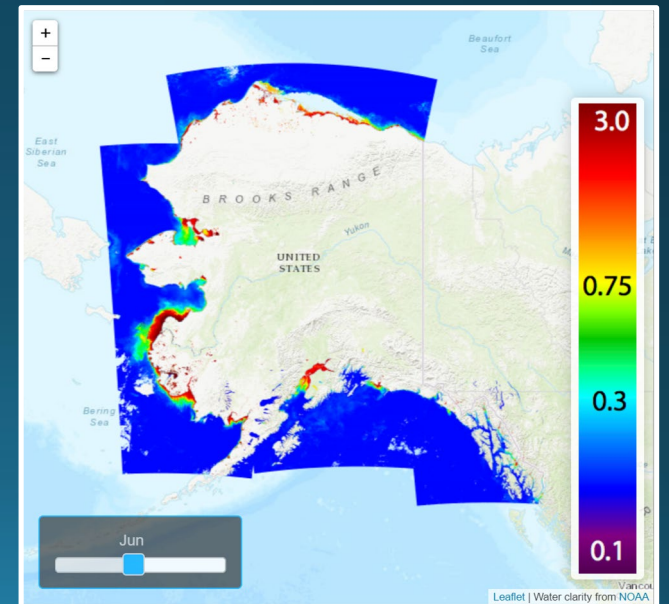 +
−
Beaufort
Sea
East
Siberian
Sea
3.0
BROOKS RANGE
Yukon
UNITED
STATES
0.75
0.3
Bering
Sea
0.1
Jun
Leaflet | Water clarity from NOAA